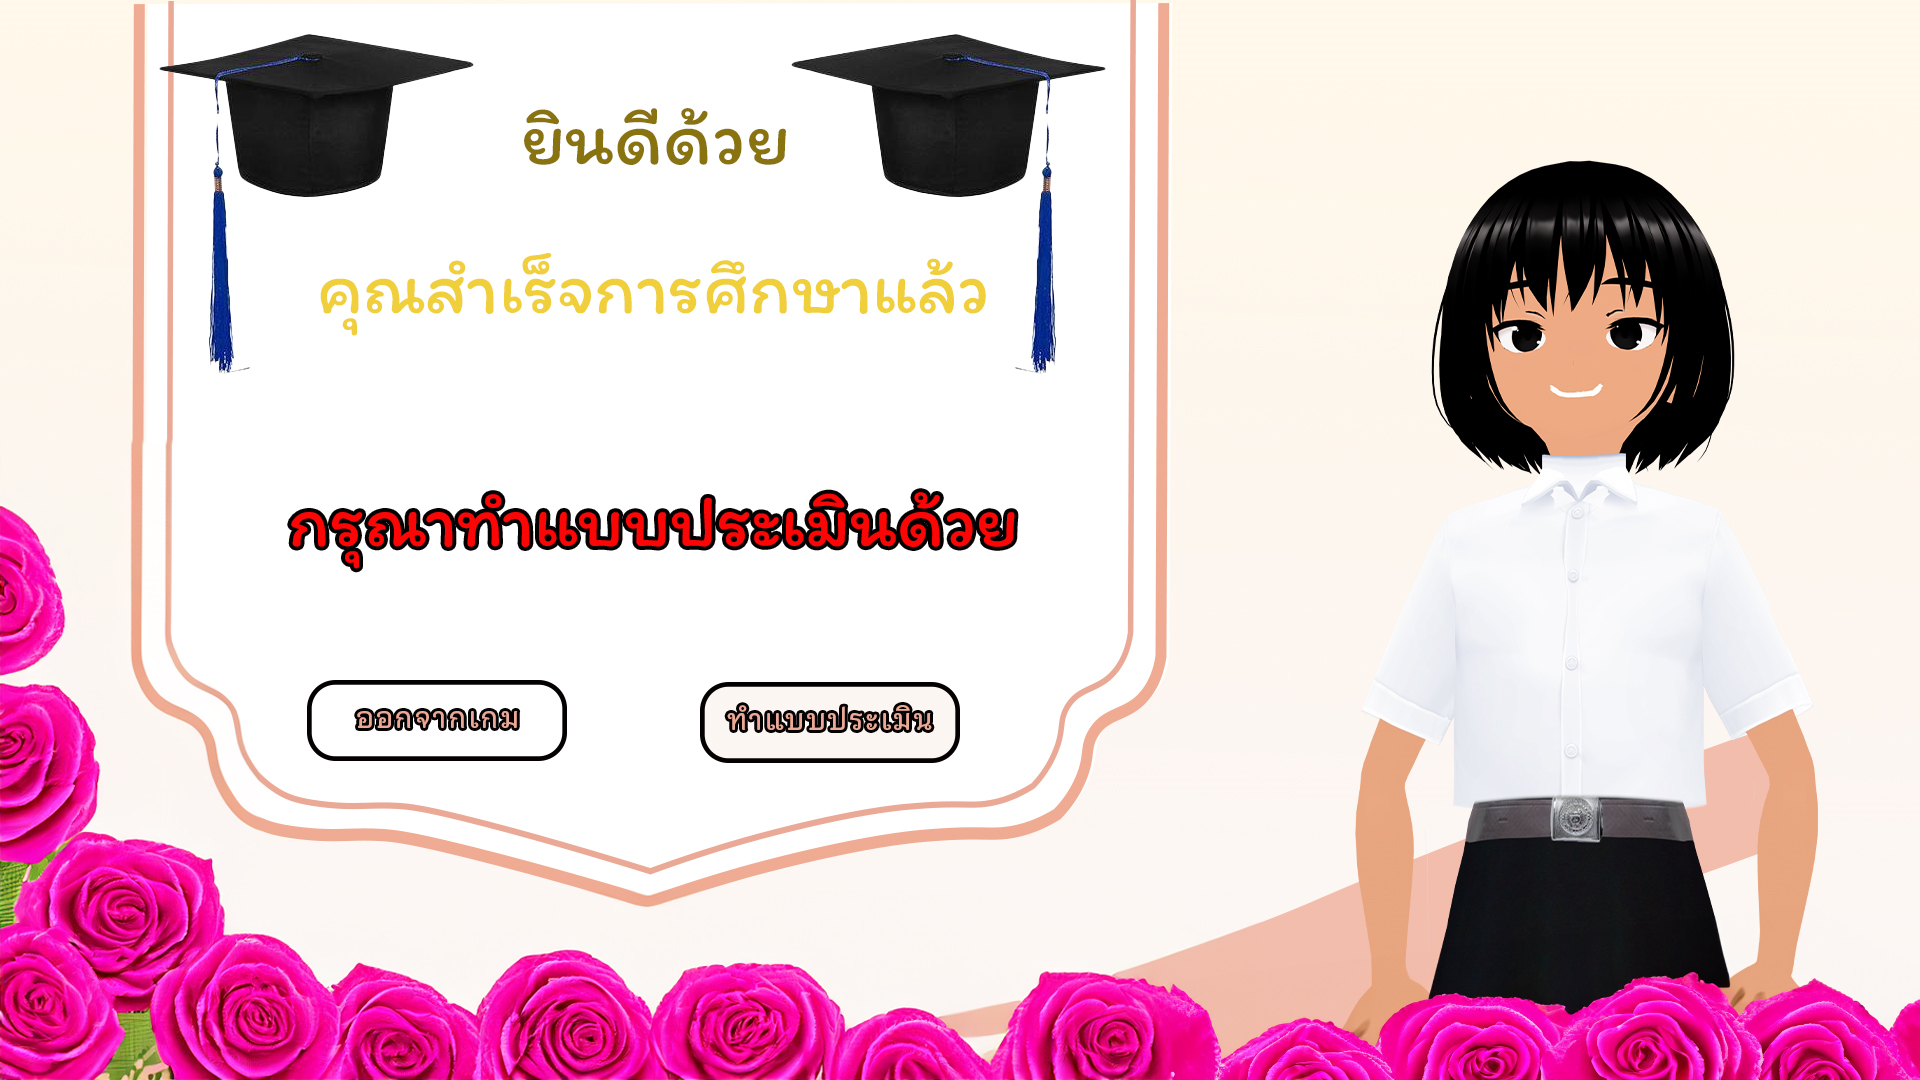 ยินดีด้วย
คุณสำเร็จการศึกษาแล้ว
กรุณาทำแบบประเมินด้วย
ออกจากเกม
ทำแบบประเมิน